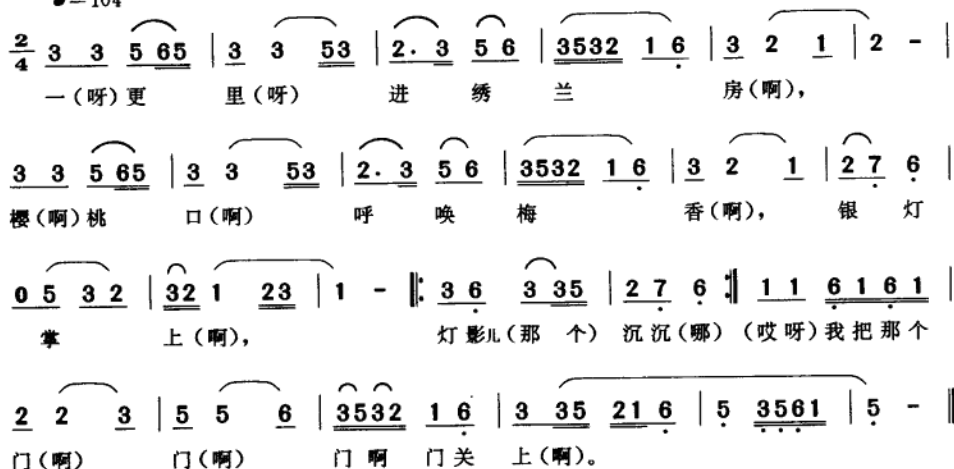 ♩=104
2/4 3 3 5 65 | 3 3 53 | 2. 3 5 6 | 3532 1 6 | 3 2 1 | 2 - |
一(呀)更 里(呀) 进 绣 兰 房(啊),
3 3 5 65 | 3 3 53 | 2. 3 5 6 | 3532 1 6 | 3 2 1 | 2 7 6 |
樱(啊)桃 口(啊) 呼 唤 梅 香(啊), 银 灯
0 5 3 2 | 32 1 23 | 1 - |: 3 6 3 35 | 2 7 6 :| 1 1 6 1 6 1 |
掌 上(啊), 灯 影儿(那 个) 沉沉(哪) (哎呀)我把那个
2 2 3 | 5 5 6 | 3532 1 6 | 3 35 21 6 | 5 3561 | 5 - ‖
门(啊) 门(啊) 门 啊 门 关 上(啊)。